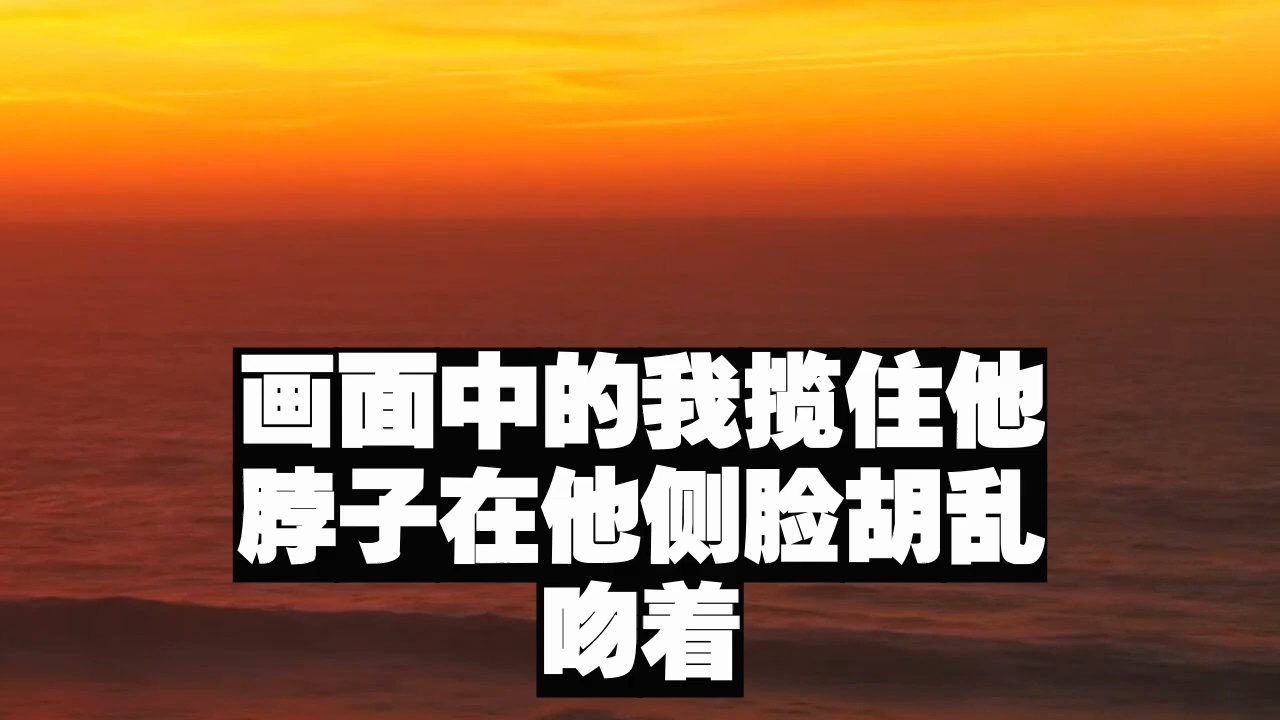 画面中的我揽住他
脖子在他侧脸胡乱
吻着